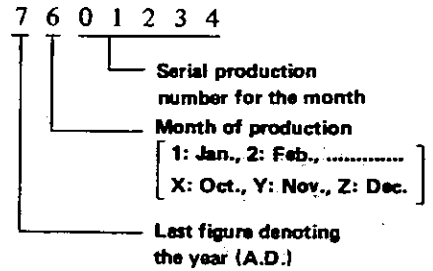 7 6 0 1 2 3 4
Serial production
number for the month
Month of production
1: Jan., 2: Feb., .............
X: Oct., Y: Nov., Z: Dec.
Last figure denoting
the year (A.D.)